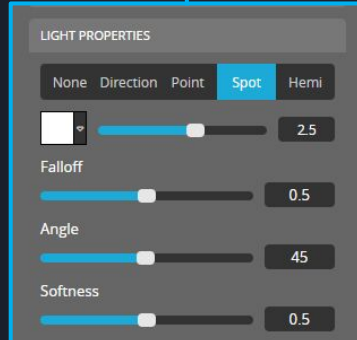 LIGHT PROPERTIES
None Direction Point Spot Hemi
2.5
Falloff
0.5
Angle
45
Softness
0.5